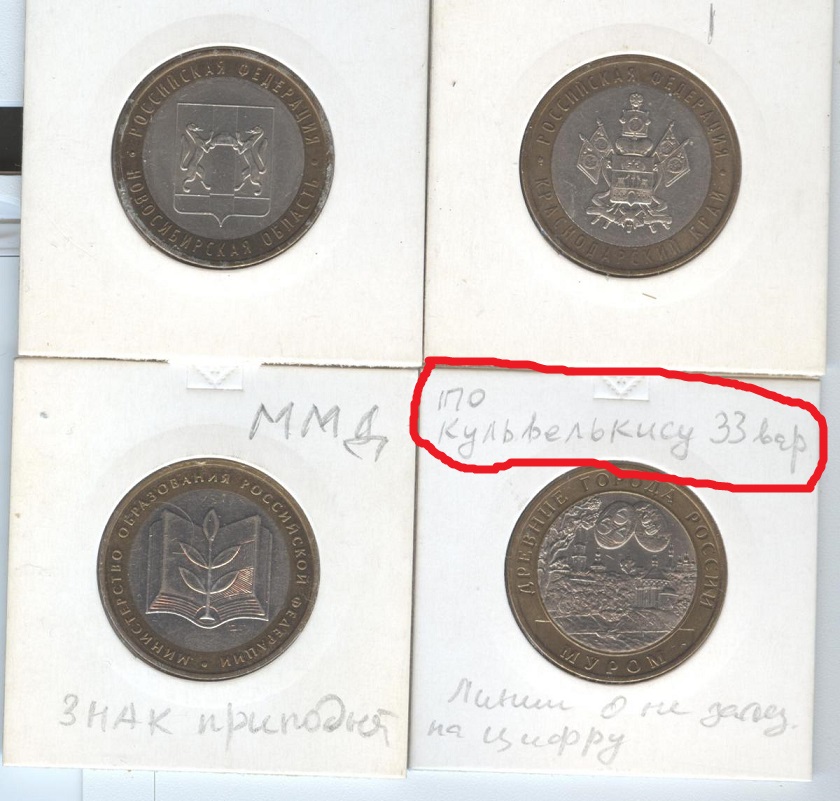 РОССИЙСКАЯ ФЕДЕРАЦИЯ
НОВОСИБИРСКАЯ ОБЛАСТЬ
РОССИЙСКАЯ ФЕДЕРАЦИЯ
КРАСНОДАРСКИЙ КРАЙ
ММД
МИНИСТЕРСТВО ОБРАЗОВАНИЯ РОССИЙСКОЙ ФЕДЕРАЦИИ
ЗНАК приподнят
по
Кульвелькису 33 вар
ДРЕВНИЕ ГОРОДА РОССИИ
МУРОМ
Линии 0 не заход.
на цифру